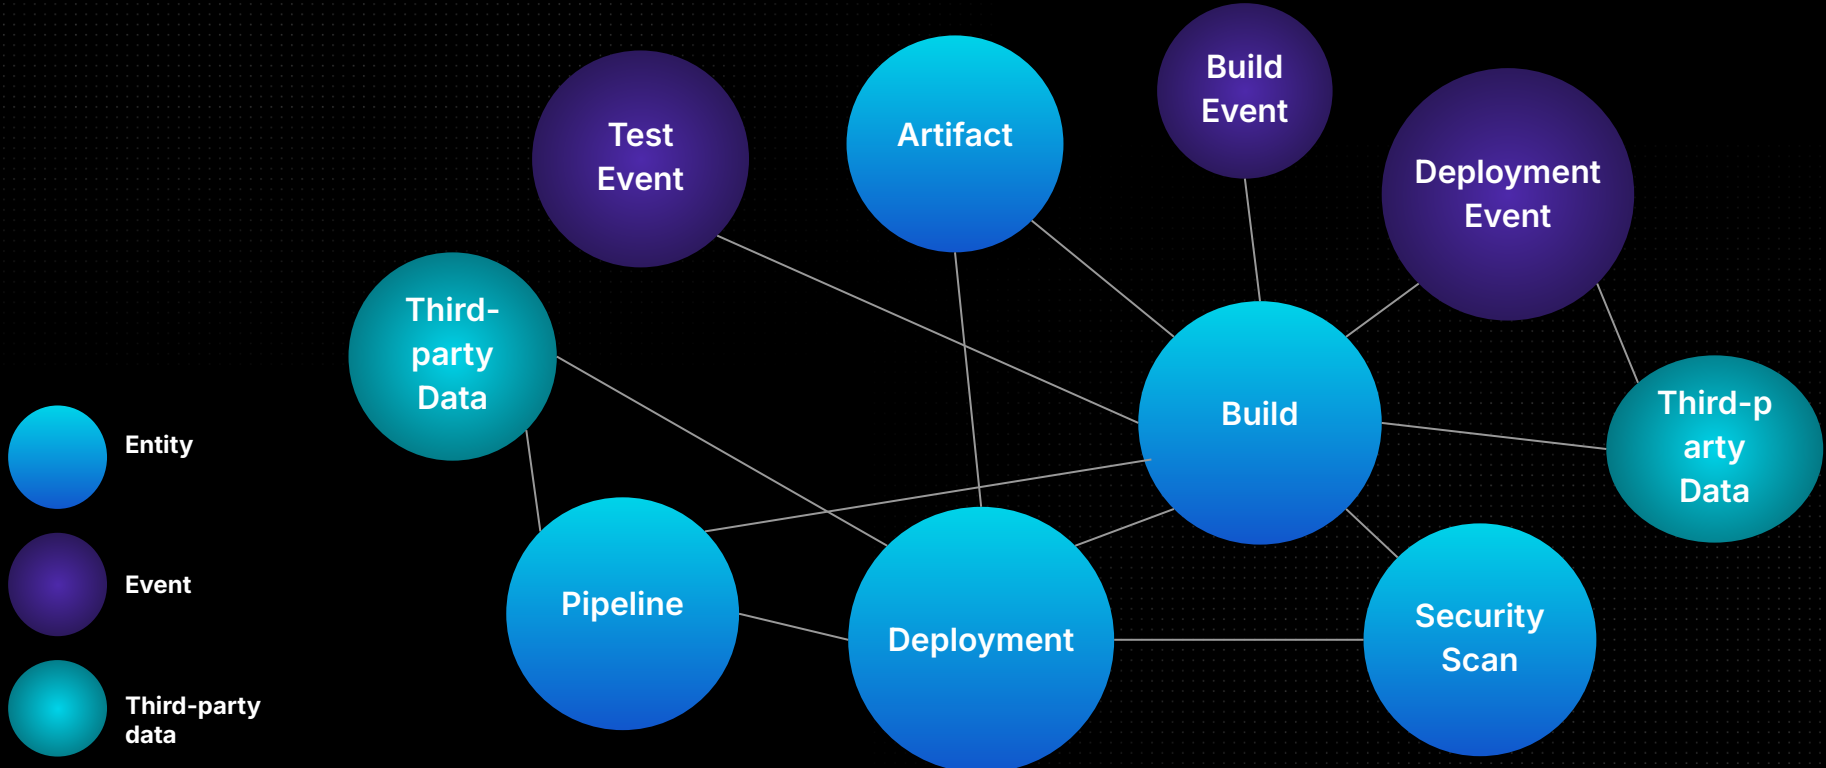 Build
Event
Test
Event
Artifact
Deployment
Event
Third-
party
Data
Third-p
arty
Data
Build
Entity
Pipeline
Deployment
Security
Scan
Event
Third-party
data